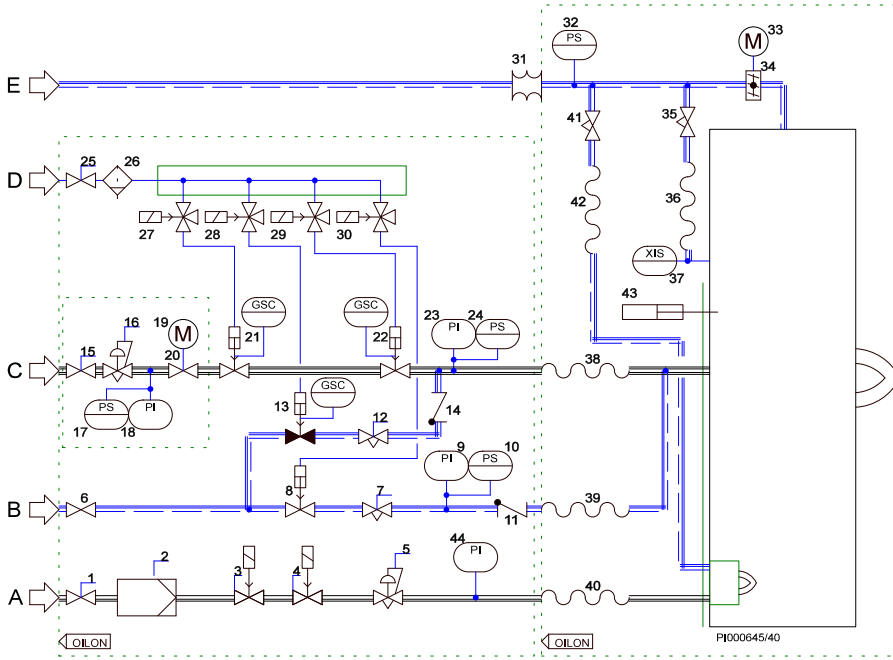 32
PS
33
M
31
34
E
41
35
25
26
D
42
36
27
28
29
30
XIS
37
GSC
GSC
43
16
19
M
23
24
21
22
PI
PS
15
20
C
38
GSC
PS
PI
13
12
14
17
18
9
10
PI
PS
6
8
7
B
39
11
5
44
2
PI
1
3
4
A
40
OILON
OILON
PI000645/40